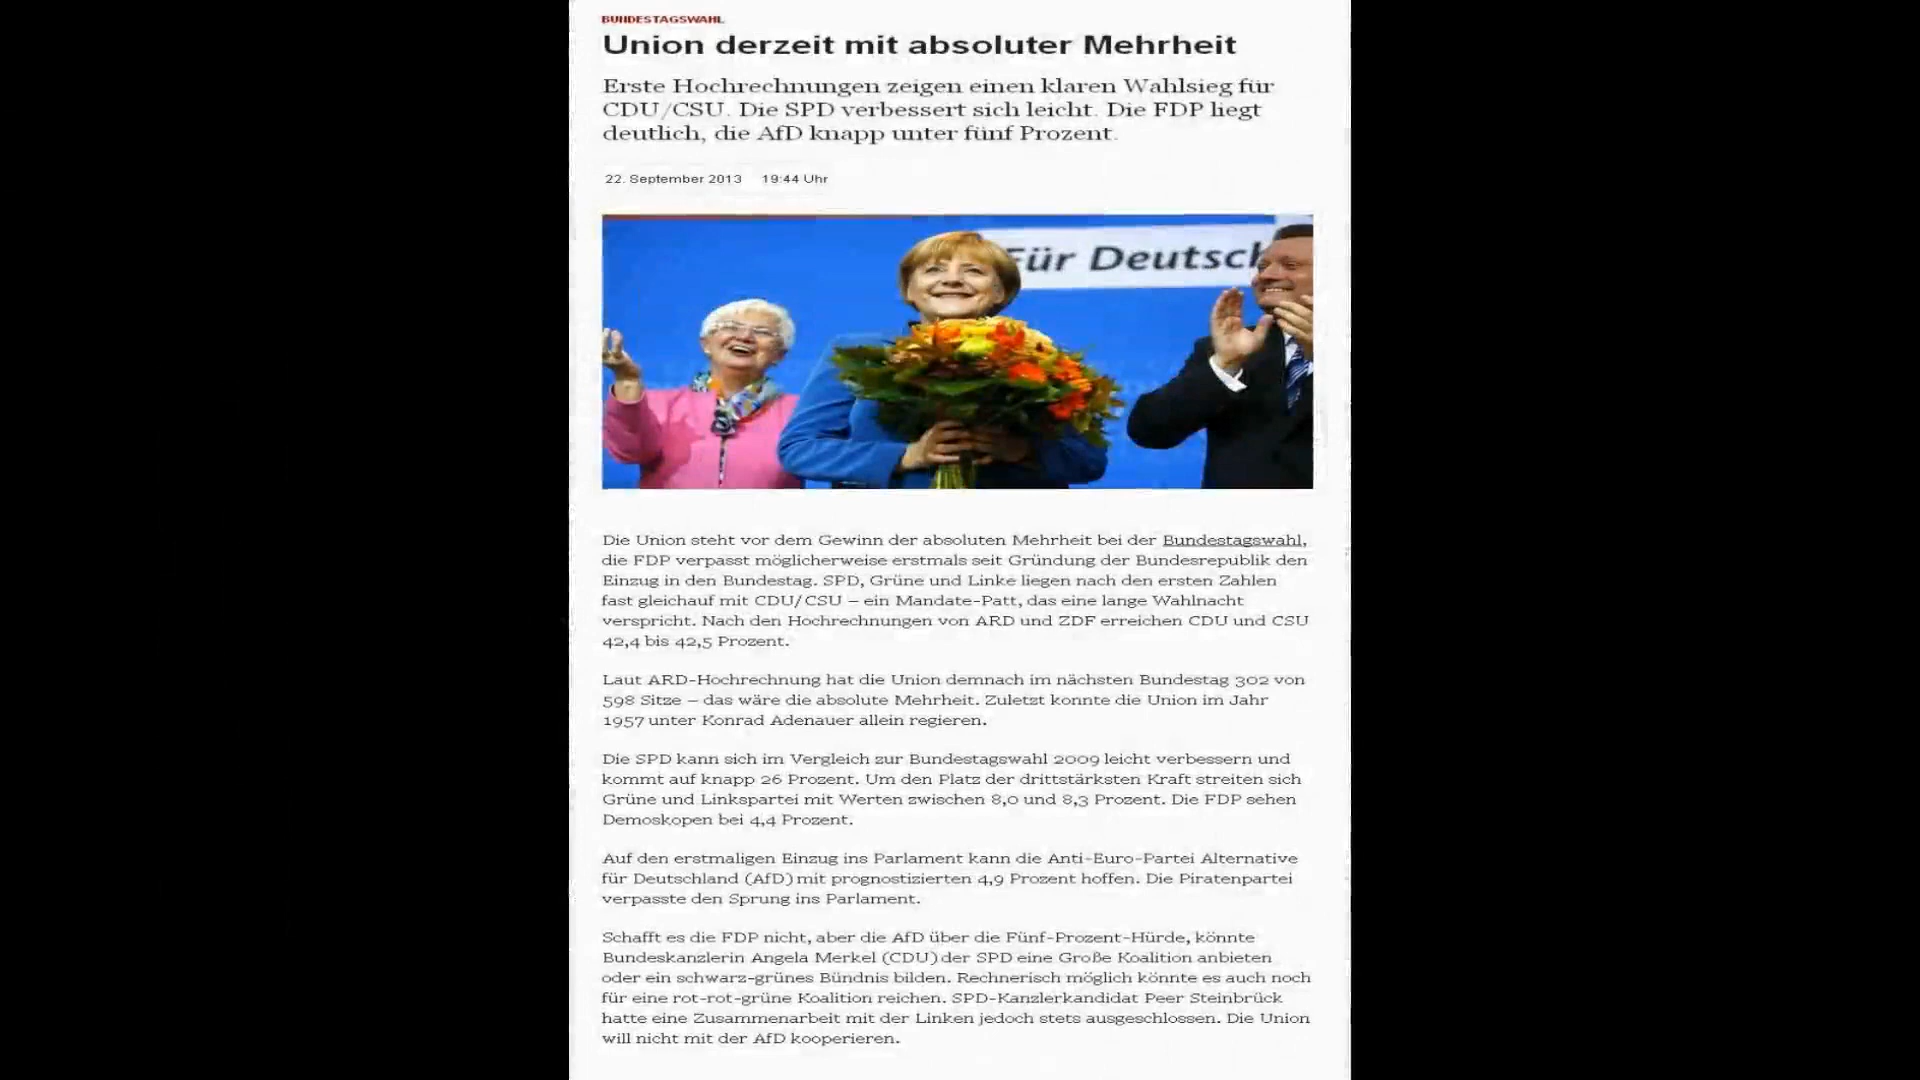 BUNDESTAGSWAHL
Union derzeit mit absoluter Mehrheit
Erste Hochrechnungen zeigen einen klaren Wahlsieg für
CDU/CSU. Die SPD verbessert sich leicht. Die FDP liegt
deutlich, die AfD knapp unter fünf Prozent.
22. September 2013 19:44 Uhr
Für Deutsch
Die Union steht vor dem Gewinn der absoluten Mehrheit bei der Bundestagswahl,
die FDP verpasst möglicherweise erstmals seit Gründung der Bundesrepublik den
Einzug in den Bundestag. SPD, Grüne und Linke liegen nach den ersten Zahlen
fast gleichauf mit CDU/CSU – ein Mandate-Patt, das eine lange Wahlnacht
verspricht. Nach den Hochrechnungen von ARD und ZDF erreichen CDU und CSU
42,4 bis 42,5 Prozent.
Laut ARD-Hochrechnung hat die Union demnach im nächsten Bundestag 302 von
598 Sitze – das wäre die absolute Mehrheit. Zuletzt konnte die Union im Jahr
1957 unter Konrad Adenauer allein regieren.
Die SPD kann sich im Vergleich zur Bundestagswahl 2009 leicht verbessern und
kommt auf knapp 26 Prozent. Um den Platz der drittstärksten Kraft streiten sich
Grüne und Linkspartei mit Werten zwischen 8,0 und 8,3 Prozent. Die FDP sehen
Demoskopen bei 4,4 Prozent.
Auf den erstmaligen Einzug ins Parlament kann die Anti-Euro-Partei Alternative
für Deutschland (AfD) mit prognostizierten 4,9 Prozent hoffen. Die Piratenpartei
verpasste den Sprung ins Parlament.
Schafft es die FDP nicht, aber die AfD über die Fünf-Prozent-Hürde, könnte
Bundeskanzlerin Angela Merkel (CDU) der SPD eine Große Koalition anbieten
oder ein schwarz-grünes Bündnis bilden. Rechnerisch möglich könnte es auch noch
für eine rot-rot-grüne Koalition reichen. SPD-Kanzlerkandidat Peer Steinbrück
hatte eine Zusammenarbeit mit der Linken jedoch stets ausgeschlossen. Die Union
will nicht mit der AfD kooperieren.